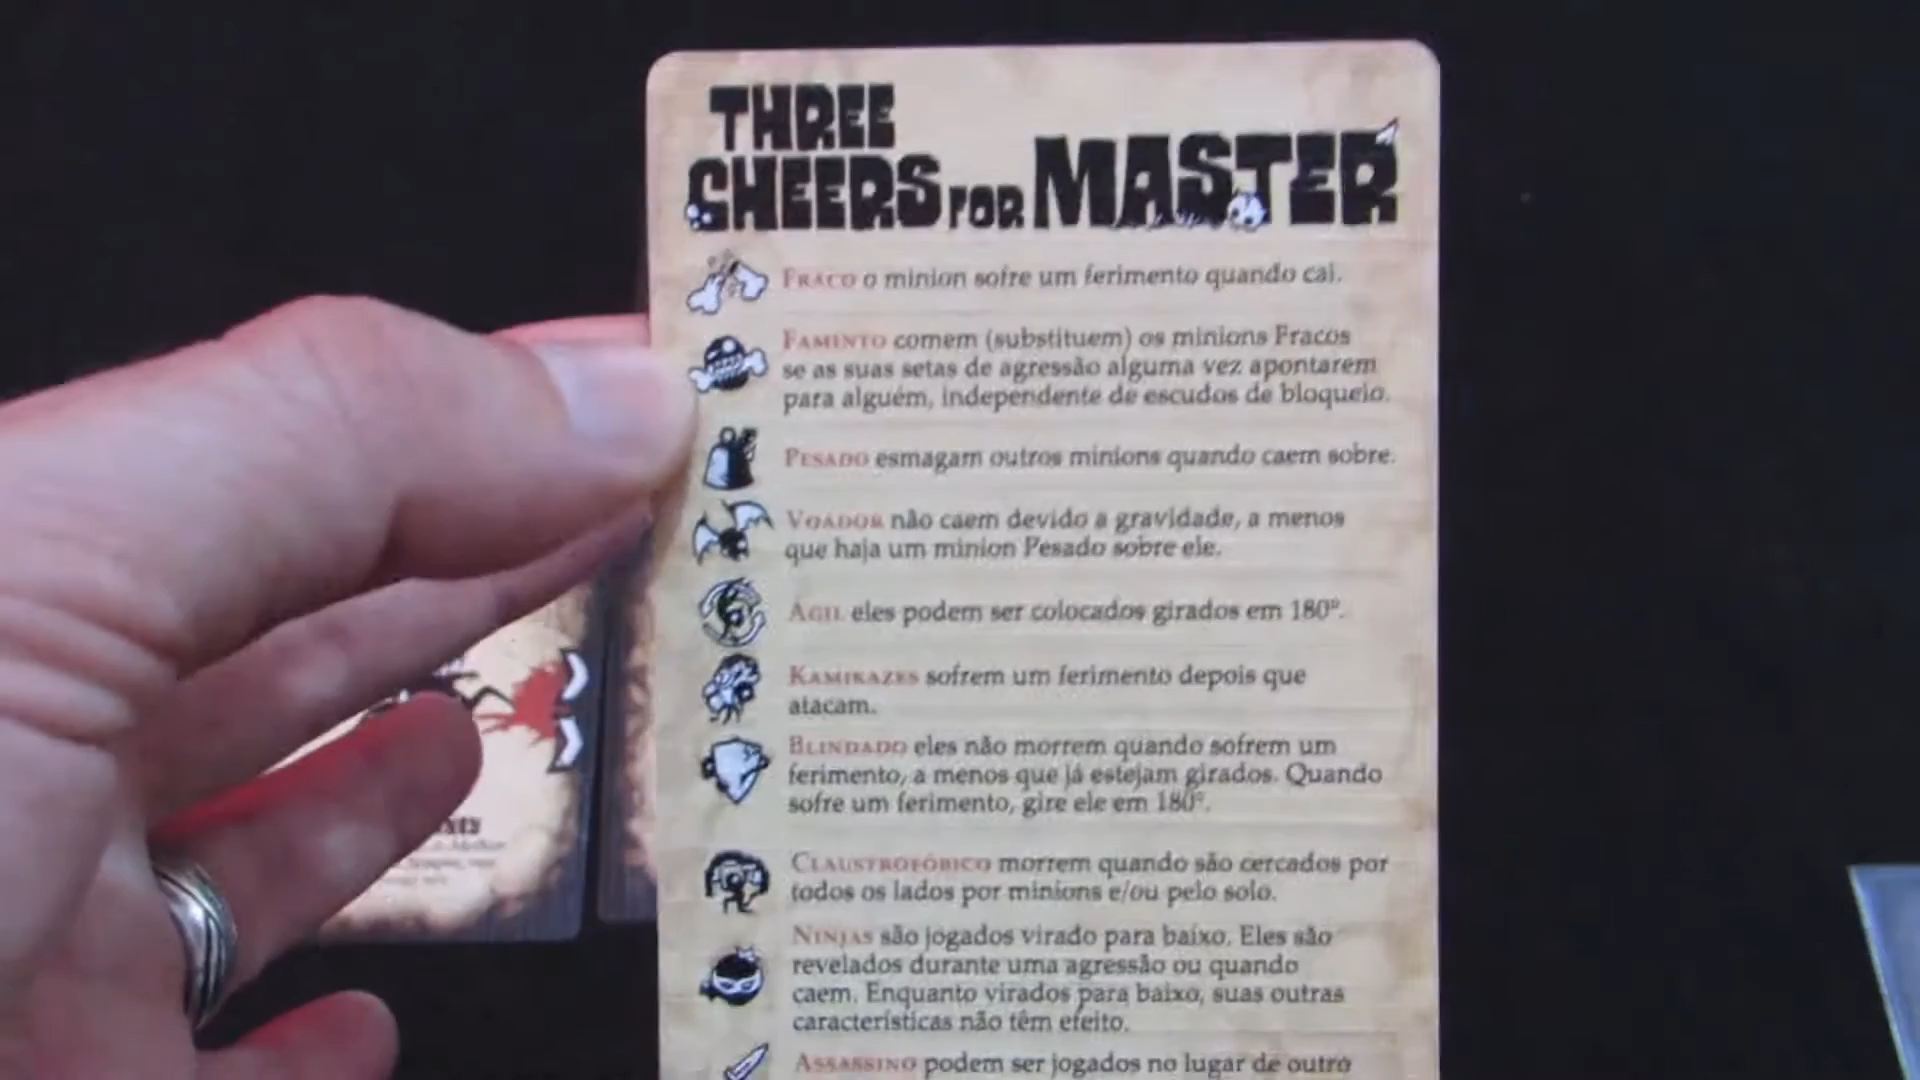 THREE
CHEERS FOR MASTER
FRACO o minion sofre um ferimento quando cai.
FAMINTO comem (substituem) os minions Fracos
se as suas setas de agressão alguma vez apontarem
para alguém, independente de escudos de bloqueio.
PESADO esmagam outros minions quando caem sobre.
VOADOR não caem devido a gravidade, a menos
que haja um minion Pesado sobre ele.
ÁGIL eles podem ser colocados girados em 180º.
KAMIKAZES sofrem um ferimento depois que
atacam.
BLINDADO eles não morrem quando sofrem um
ferimento, a menos que já estejam girados. Quando
sofre um ferimento, gire ele em 180º.
CLAUSTROFÓBICO morrem quando são cercados por
todos os lados por minions e/ou pelo solo.
NINJAS são jogados virado para baixo. Eles são
revelados durante uma agressão ou quando
caem. Enquanto virados para baixo, suas outras
características não têm efeito.
ASSASSINO podem ser jogados no lugar de outro